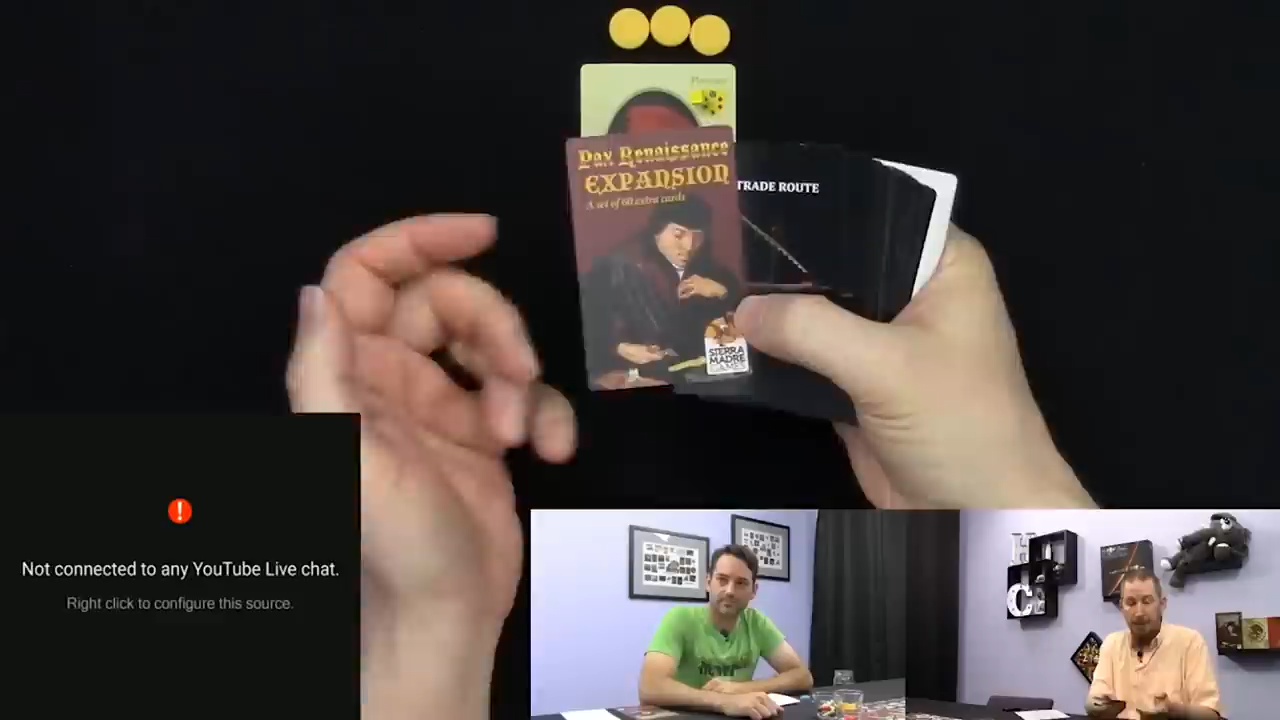 Pax Renaissance
EXPANSION
A set of 60 extra cards
TRADE ROUTE
SIERRA
MADRE
GAMES
Not connected to any YouTube Live chat.
Right click to configure this source.
H
C